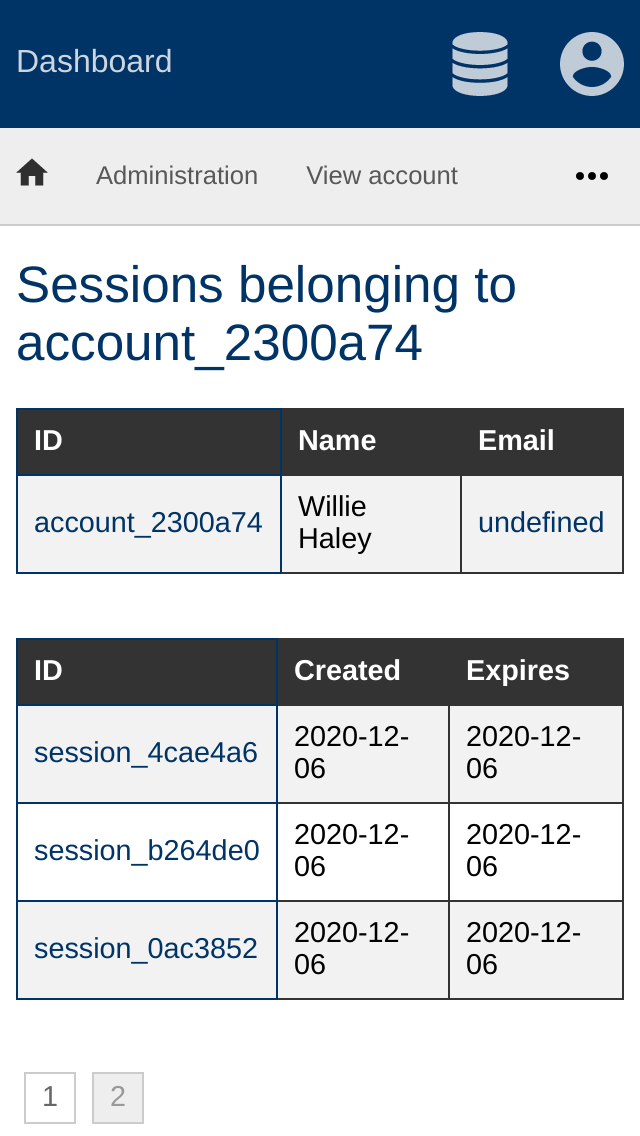 Dashboard
Administration View account
Sessions belonging to
account_2300a74
ID Name Email
account_2300a74 Willie Haley undefined
ID Created Expires
session_4cae4a6 2020-12-06 2020-12-06
session_b264de0 2020-12-06 2020-12-06
session_0ac3852 2020-12-06 2020-12-06
1 2